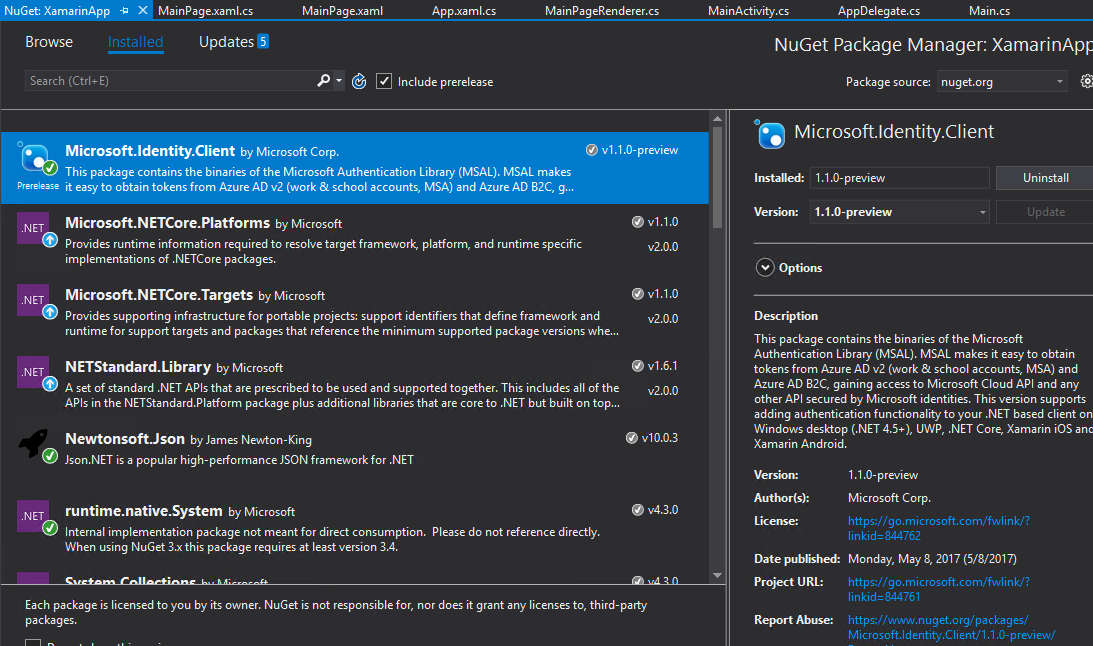 NuGet: XamarinApp
MainPage.xaml.cs
MainPage.xaml
App.xaml.cs
MainPageRenderer.cs
MainActivity.cs
AppDelegate.cs
Main.cs
Browse
Installed
Updates 5
NuGet Package Manager: XamarinApp
Search (Ctrl+E)
Include prerelease
Package source: nuget.org
Microsoft.Identity.Client by Microsoft Corp.
v1.1.0-preview
Prerelease
This package contains the binaries of the Microsoft Authentication Library (MSAL). MSAL makes
it easy to obtain tokens from Azure AD v2 (work & school accounts, MSA) and Azure AD B2C, g...
.NET
Microsoft.NETCore.Platforms by Microsoft
v1.1.0
v2.0.0
Provides runtime information required to resolve target framework, platform, and runtime specific
implementations of .NETCore packages.
.NET
Microsoft.NETCore.Targets by Microsoft
v1.1.0
v2.0.0
Provides supporting infrastructure for portable projects: support identifiers that define framework and
runtime for support targets and packages that reference the minimum supported package versions whe...
.NET
NETStandard.Library by Microsoft
v1.6.1
v2.0.0
A set of standard .NET APIs that are prescribed to be used and supported together. This includes all of the
APIs in the NETStandard.Platform package plus additional libraries that are core to .NET but built on top...
Newtonsoft.Json by James Newton-King
v10.0.3
Json.NET is a popular high-performance JSON framework for .NET
.NET
runtime.native.System by Microsoft
v4.3.0
Internal implementation package not meant for direct consumption. Please do not reference directly.
When using NuGet 3.x this package requires at least version 3.4.
System.Collections by Microsoft
v4.3.0
Each package is licensed to you by its owner. NuGet is not responsible for, nor does it grant any licenses to, third-party
packages.
Microsoft.Identity.Client
Installed: 1.1.0-preview
Uninstall
Version: 1.1.0-preview
Update
Options
Description
This package contains the binaries of the Microsoft
Authentication Library (MSAL). MSAL makes it easy to obtain
tokens from Azure AD v2 (work & school accounts, MSA) and
Azure AD B2C, gaining access to Microsoft Cloud API and any
other API secured by Microsoft identities. This version supports
adding authentication functionality to your .NET based client on
Windows desktop (.NET 4.5+), UWP, .NET Core, Xamarin iOS and
Xamarin Android.
Version: 1.1.0-preview
Author(s): Microsoft Corp.
License: https://go.microsoft.com/fwlink/?
linkid=844762
Date published: Monday, May 8, 2017 (5/8/2017)
Project URL: https://go.microsoft.com/fwlink/?
linkid=844761
Report Abuse: https://www.nuget.org/packages/
Microsoft.Identity.Client/1.1.0-preview/